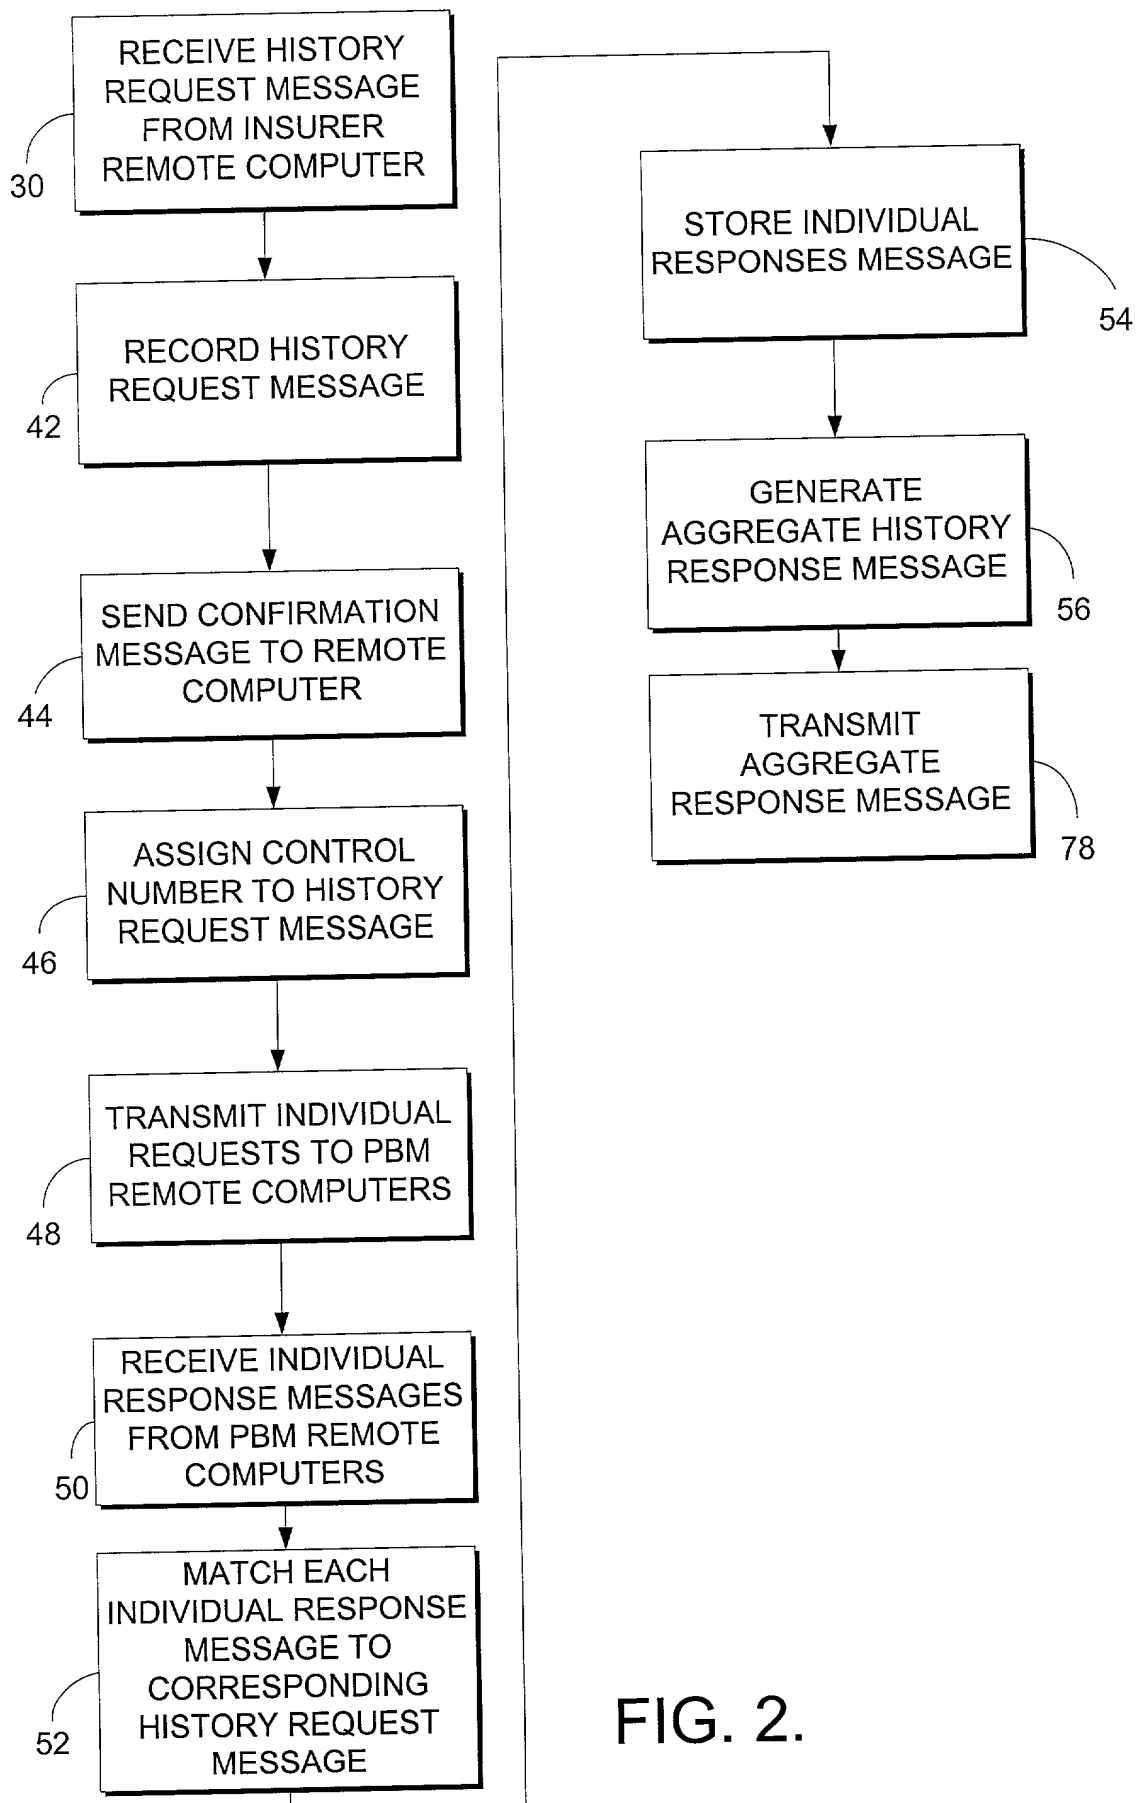 RECEIVE HISTORY
REQUEST MESSAGE
FROM INSURER
REMOTE COMPUTER
30
RECORD HISTORY
REQUEST MESSAGE
42
SEND CONFIRMATION
MESSAGE TO REMOTE
COMPUTER
44
ASSIGN CONTROL
NUMBER TO HISTORY
REQUEST MESSAGE
46
TRANSMIT INDIVIDUAL
REQUESTS TO PBM
REMOTE COMPUTERS
48
RECEIVE INDIVIDUAL
RESPONSE MESSAGES
FROM PBM REMOTE
COMPUTERS
50
MATCH EACH
INDIVIDUAL RESPONSE
MESSAGE TO
CORRESPONDING
HISTORY REQUEST
MESSAGE
52
STORE INDIVIDUAL
RESPONSES MESSAGE
54
GENERATE
AGGREGATE HISTORY
RESPONSE MESSAGE
56
TRANSMIT
AGGREGATE
RESPONSE MESSAGE
78
FIG. 2.